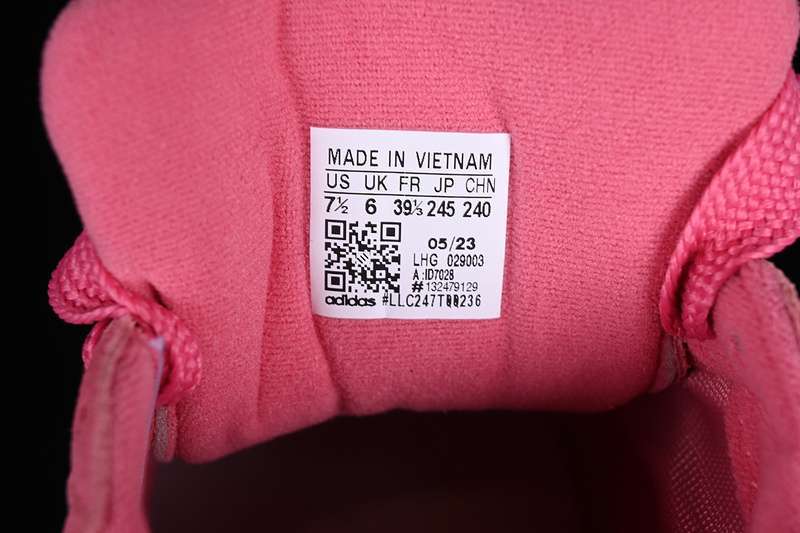 MADE IN VIETNAM
US UK FR JP CHN
7½ 6 39⅓ 245 240
05/23
LHG 029003
A:ID7028
#132479129
adidas